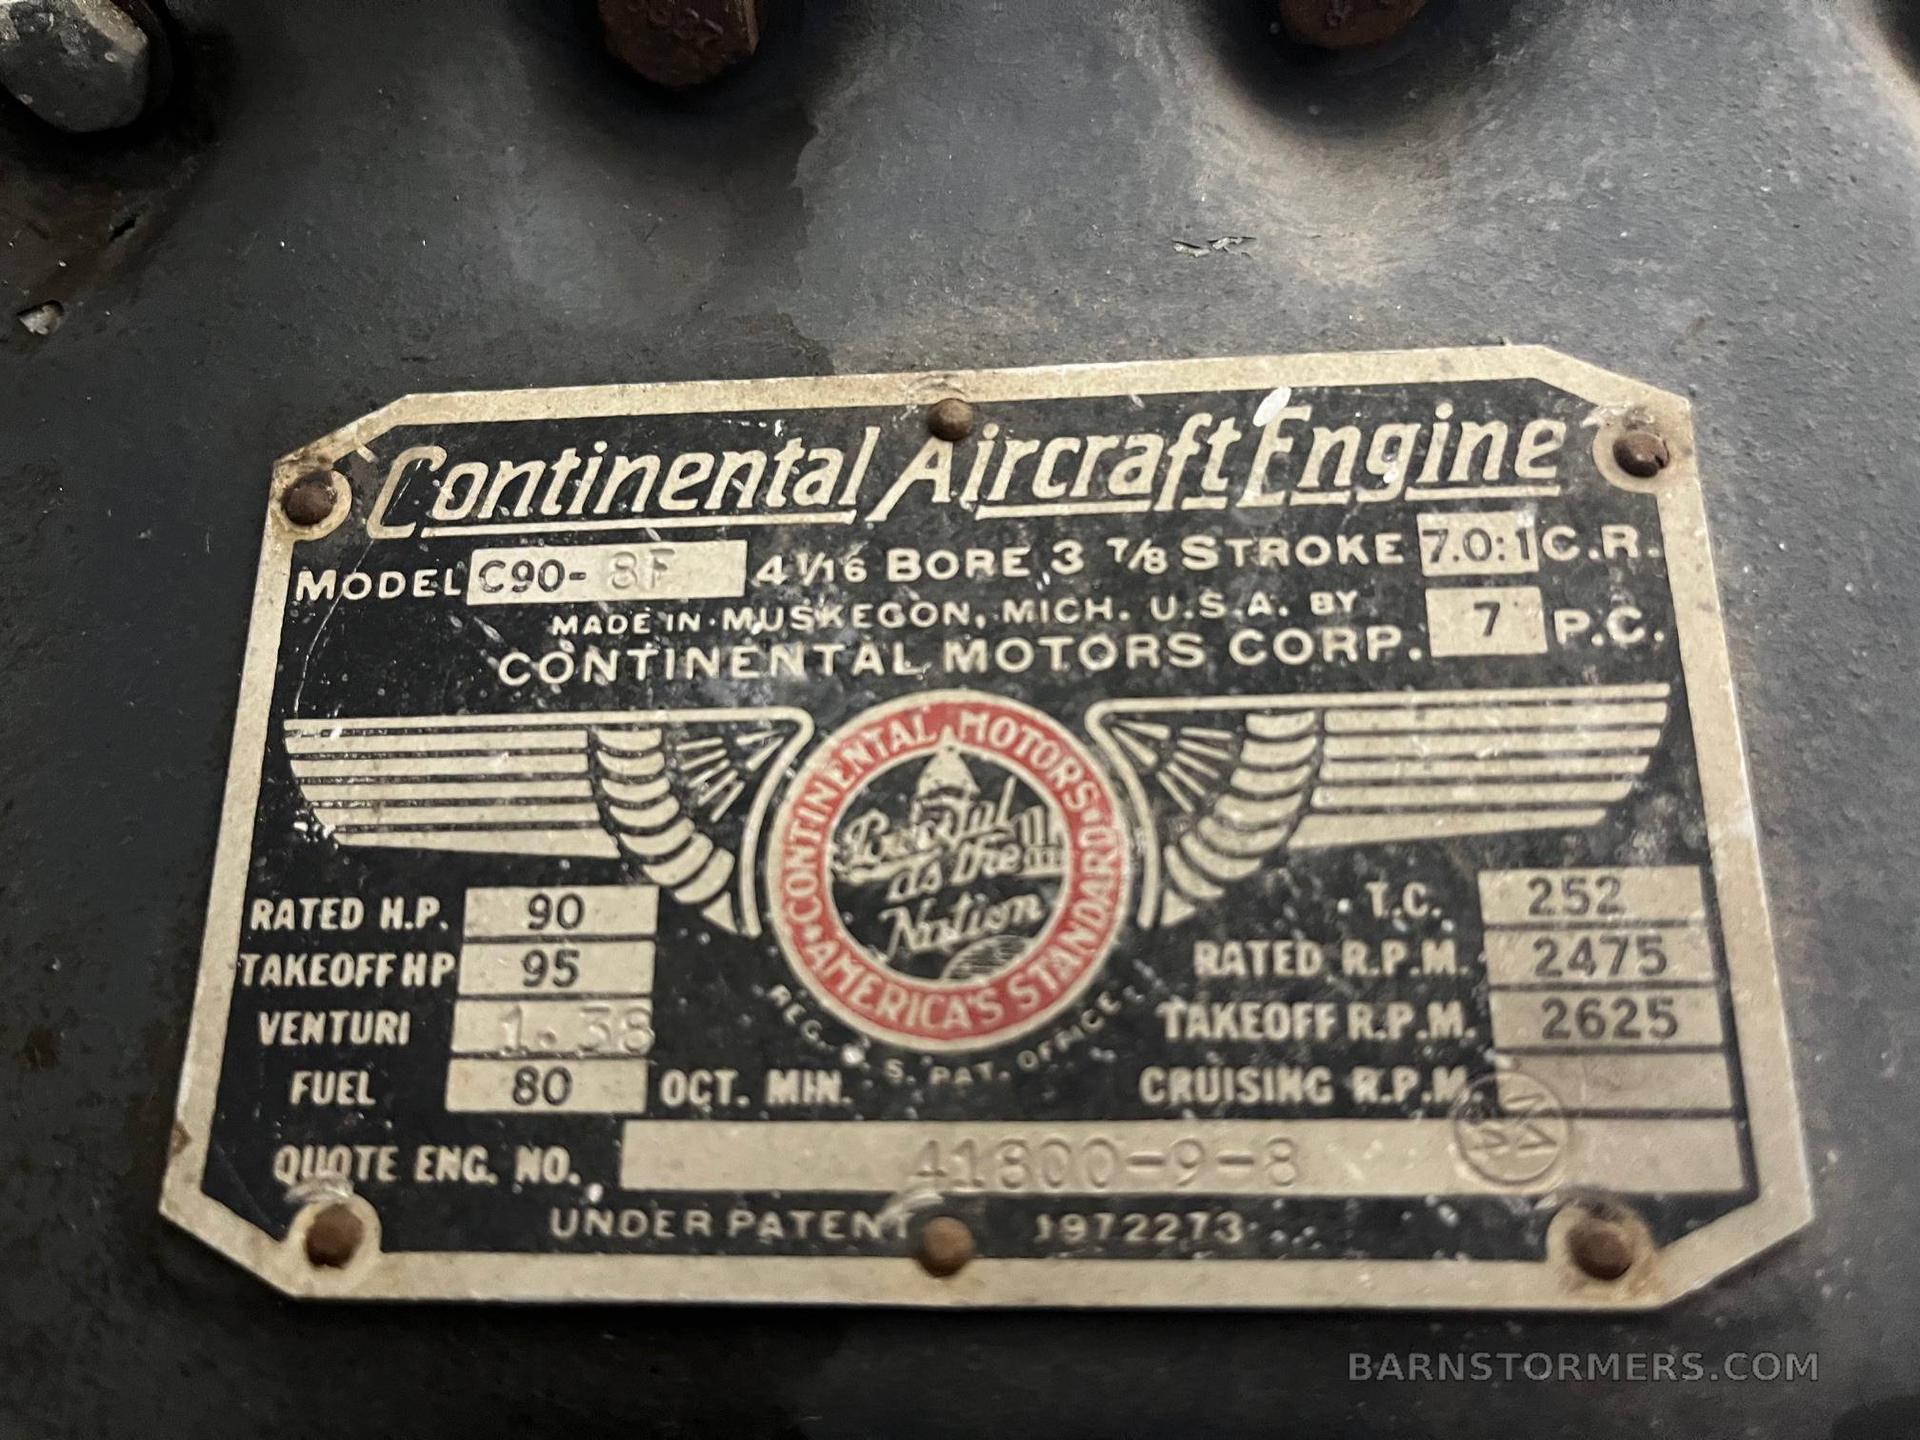 Continental Aircraft Engine
MODEL C90-8F 4 1/16 BORE 3 7/8 STROKE 7.0:1 C.R.
MADE IN MUSKEGON, MICH. U.S.A. BY
7 P.C.
CONTINENTAL MOTORS CORP.
CONTINENTAL MOTORS
Powerful
as the
Nation
AMERICA'S STANDARD
REG. U.S. PAT. OFFICE
RATED H.P. 90
TAKEOFF HP 95
VENTURI 1.38
FUEL 80 OCT. MIN.
T.C. 252
RATED R.P.M. 2475
TAKEOFF R.P.M. 2625
CRUISING R.P.M.
QUOTE ENG. NO. 41800-9-8
UNDER PATENT 1972273
BARNSTORMERS.COM